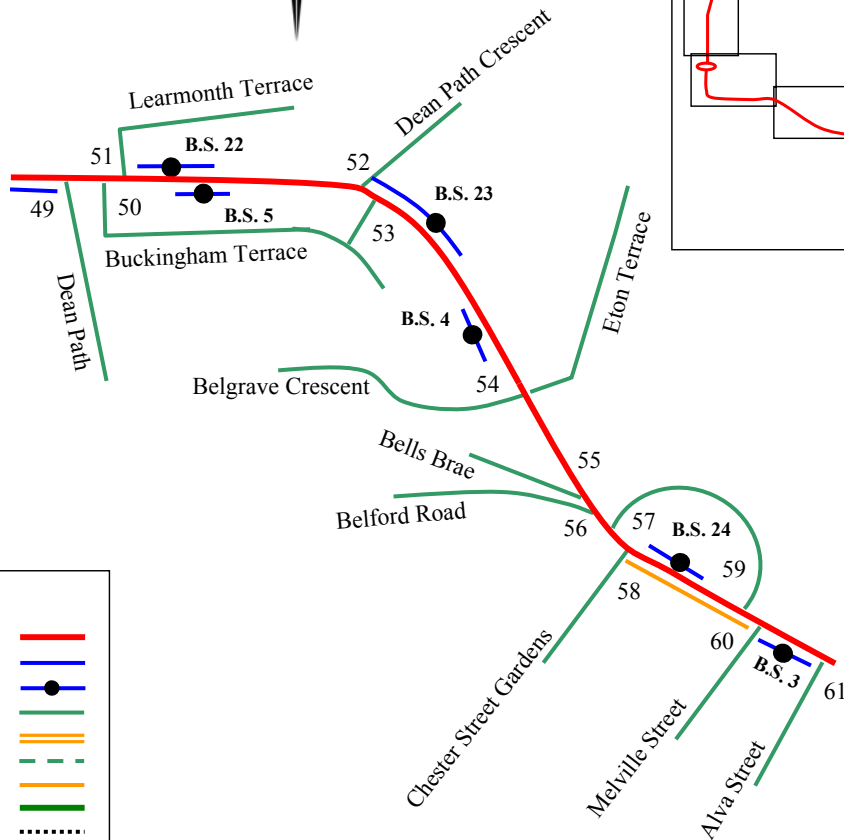 Dean Path Crescent
Learmonth Terrace
B.S. 22
51
52
B.S. 23
49
50
B.S. 5
53
Buckingham Terrace
Eton Terrace
Dean Path
B.S. 4
Belgrave Crescent
54
Bells Brae
55
Belford Road
56
57
B.S. 24
59
58
60
B.S. 3
61
Chester Street Gardens
Melville Street
Alva Street